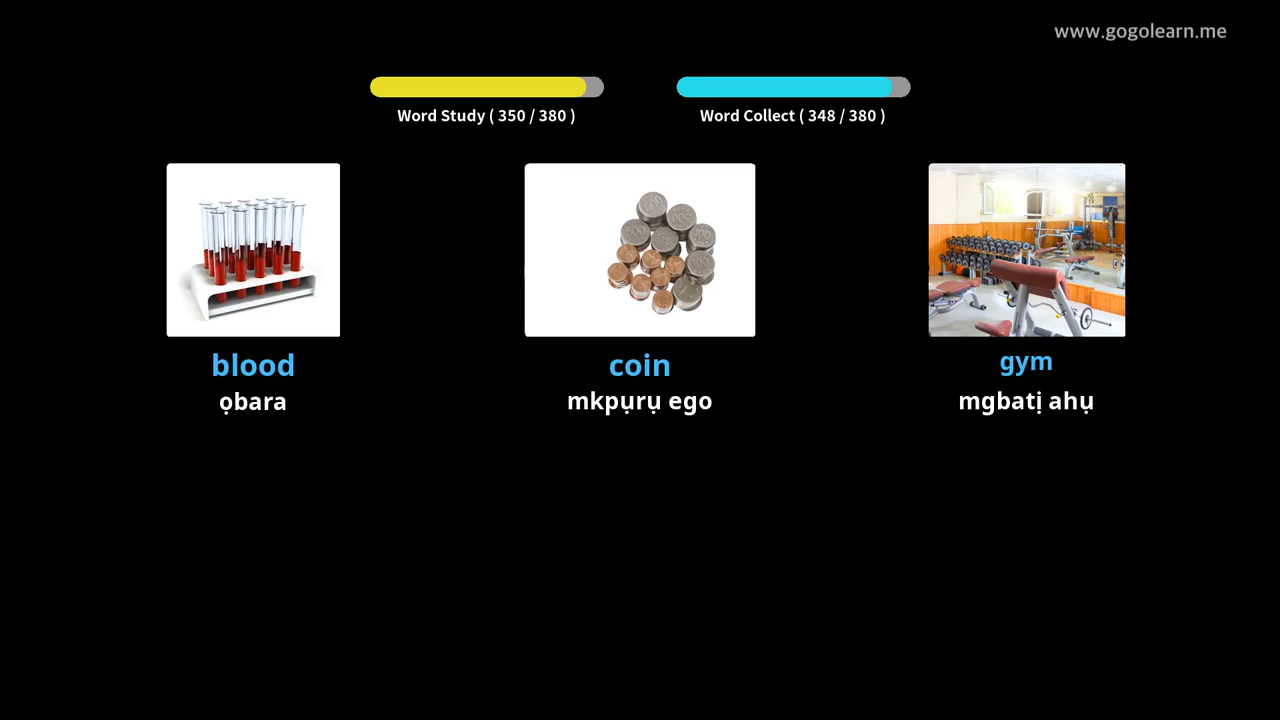 www.gogolearn.me
Word Study ( 350 / 380 )
Word Collect ( 348 / 380 )
blood
coin
gym
ọbara
mkpụrụ ego
mgbatị ahụ